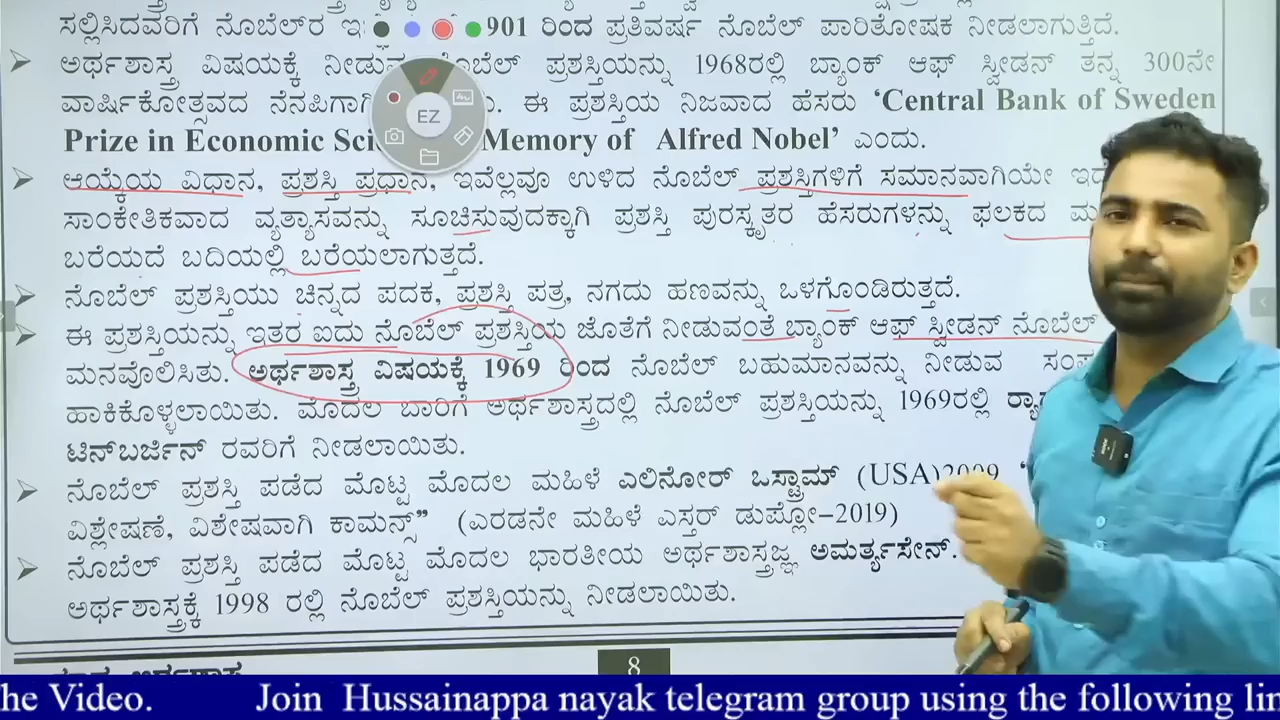 ಸಲ್ಲಿಸಿದವರಿಗೆ ನೊಬೆಲ್‌ರ 901 ರಿಂದ ಪ್ರತಿವರ್ಷ ನೊಬೆಲ್ ಪಾರಿತೋಷಕ ನೀಡಲಾಗುತ್ತಿದೆ.
➢ ಅರ್ಥಶಾಸ್ತ್ರ ವಿಷಯಕ್ಕೆ ನೀಡುವ ನೊಬೆಲ್ ಪ್ರಶಸ್ತಿಯನ್ನು 1968ರಲ್ಲಿ ಬ್ಯಾಂಕ್ ಆಫ್ ಸ್ವೀಡನ್ ತನ್ನ 300ನೇ
ವಾರ್ಷಿಕೋತ್ಸವದ ನೆನಪಿಗಾಗಿ ಈ ಪ್ರಶಸ್ತಿಯ ನಿಜವಾದ ಹೆಸರು ‘Central Bank of Sweden
Prize in Economic Sci Memory of Alfred Nobel’ ಎಂದು.
EZ
➢ ಆಯ್ಕೆಯ ವಿಧಾನ, ಪ್ರಶಸ್ತಿ ಪ್ರಧಾನ, ಇವೆಲ್ಲವೂ ಉಳಿದ ನೊಬೆಲ್ ಪ್ರಶಸ್ತಿಗಳಿಗೆ ಸಮಾನವಾಗಿಯೇ
ಸಾಂಕೇತಿಕವಾದ ವ್ಯತ್ಯಾಸವನ್ನು ಸೂಚಿಸುವುದಕ್ಕಾಗಿ ಪ್ರಶಸ್ತಿ ಪುರಸ್ಕೃತರ ಹೆಸರುಗಳನ್ನು ಫಲಕದ
ಬರೆಯದೆ ಬದಿಯಲ್ಲಿ ಬರೆಯಲಾಗುತ್ತದೆ.
➢ ನೊಬೆಲ್ ಪ್ರಶಸ್ತಿಯು ಚಿನ್ನದ ಪದಕ, ಪ್ರಶಸ್ತಿ ಪತ್ರ, ನಗದು ಹಣವನ್ನು ಒಳಗೊಂಡಿರುತ್ತದೆ.
➢ ಈ ಪ್ರಶಸ್ತಿಯನ್ನು ಇತರ ಐದು ನೊಬೆಲ್ ಪ್ರಶಸ್ತಿಯ ಜೊತೆಗೆ ನೀಡುವಂತೆ ಬ್ಯಾಂಕ್ ಆಫ್ ಸ್ವೀಡನ್ ನೊಬೆಲ್
ಮನವೊಲಿಸಿತು. ಅರ್ಥಶಾಸ್ತ್ರ ವಿಷಯಕ್ಕೆ 1969 ರಿಂದ ನೊಬೆಲ್ ಬಹುಮಾನವನ್ನು ನೀಡುವ
ಹಾಕಿಕೊಳ್ಳಲಾಯಿತು. ಮೊದಲ ಬಾರಿಗೆ ಅರ್ಥಶಾಸ್ತ್ರದಲ್ಲಿ ನೊಬೆಲ್ ಪ್ರಶಸ್ತಿಯನ್ನು 1969ರಲ್ಲಿ
ಟಿನ್‌ಬರ್ಜಿನ್ ರವರಿಗೆ ನೀಡಲಾಯಿತು.
➢ ನೊಬೆಲ್ ಪ್ರಶಸ್ತಿ ಪಡೆದ ಮೊಟ್ಟ ಮೊದಲ ಮಹಿಳೆ ಎಲಿನೋರ್ ಒಸ್ಟ್ರಾಮ್ (USA)2009
ವಿಶ್ಲೇಷಣೆ, ವಿಶೇಷವಾಗಿ ಕಾಮನ್ಸ್” (ಎರಡನೇ ಮಹಿಳೆ ಎಸ್ತರ್ ಡುಪ್ಲೋ-2019)
➢ ನೊಬೆಲ್ ಪ್ರಶಸ್ತಿ ಪಡೆದ ಮೊಟ್ಟ ಮೊದಲ ಭಾರತೀಯ ಅರ್ಥಶಾಸ್ತ್ರಜ್ಞ ಅಮರ್ತ್ಯಸೇನ್.
ಅರ್ಥಶಾಸ್ತ್ರಕ್ಕೆ 1998 ರಲ್ಲಿ ನೊಬೆಲ್ ಪ್ರಶಸ್ತಿಯನ್ನು ನೀಡಲಾಯಿತು.
8
he Video. Join Hussainappa nayak telegram group using the following lin